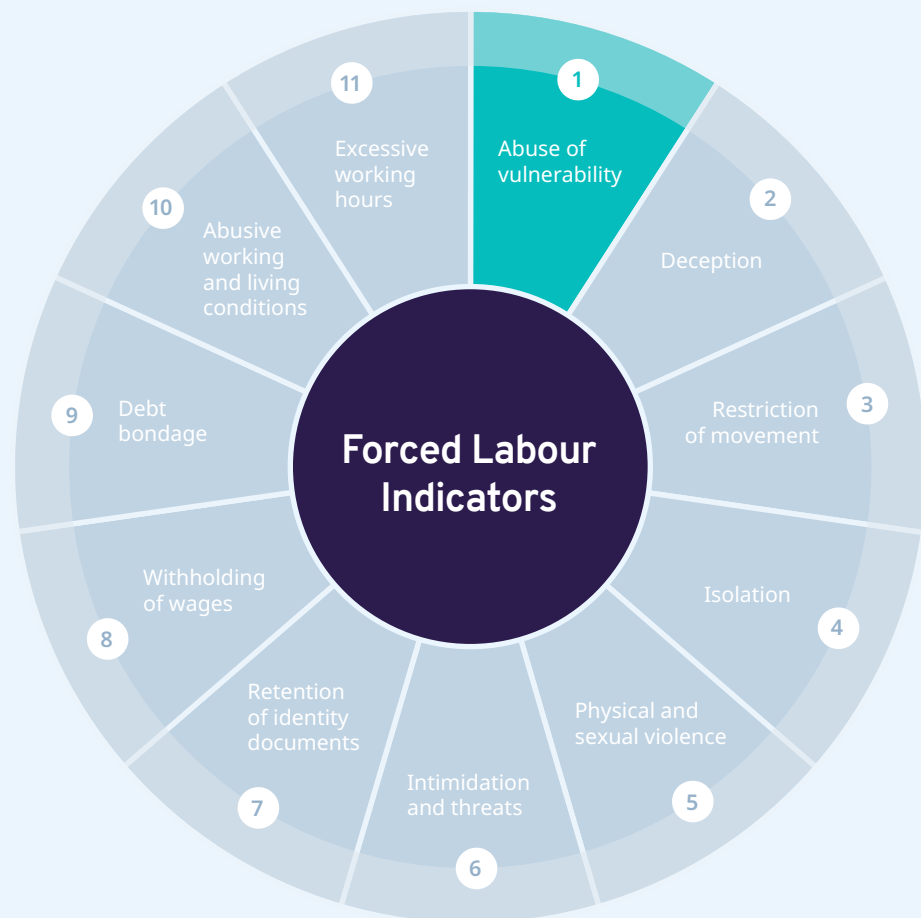 Forced Labour
Indicators
1
Abuse of
vulnerability
2
Deception
3
Restriction
of movement
4
Isolation
5
Physical and
sexual violence
6
Intimidation
and threats
7
Retention
of identity
documents
8
Withholding
of wages
9
Debt
bondage
10
Abusive
working
and living
conditions
11
Excessive
working
hours